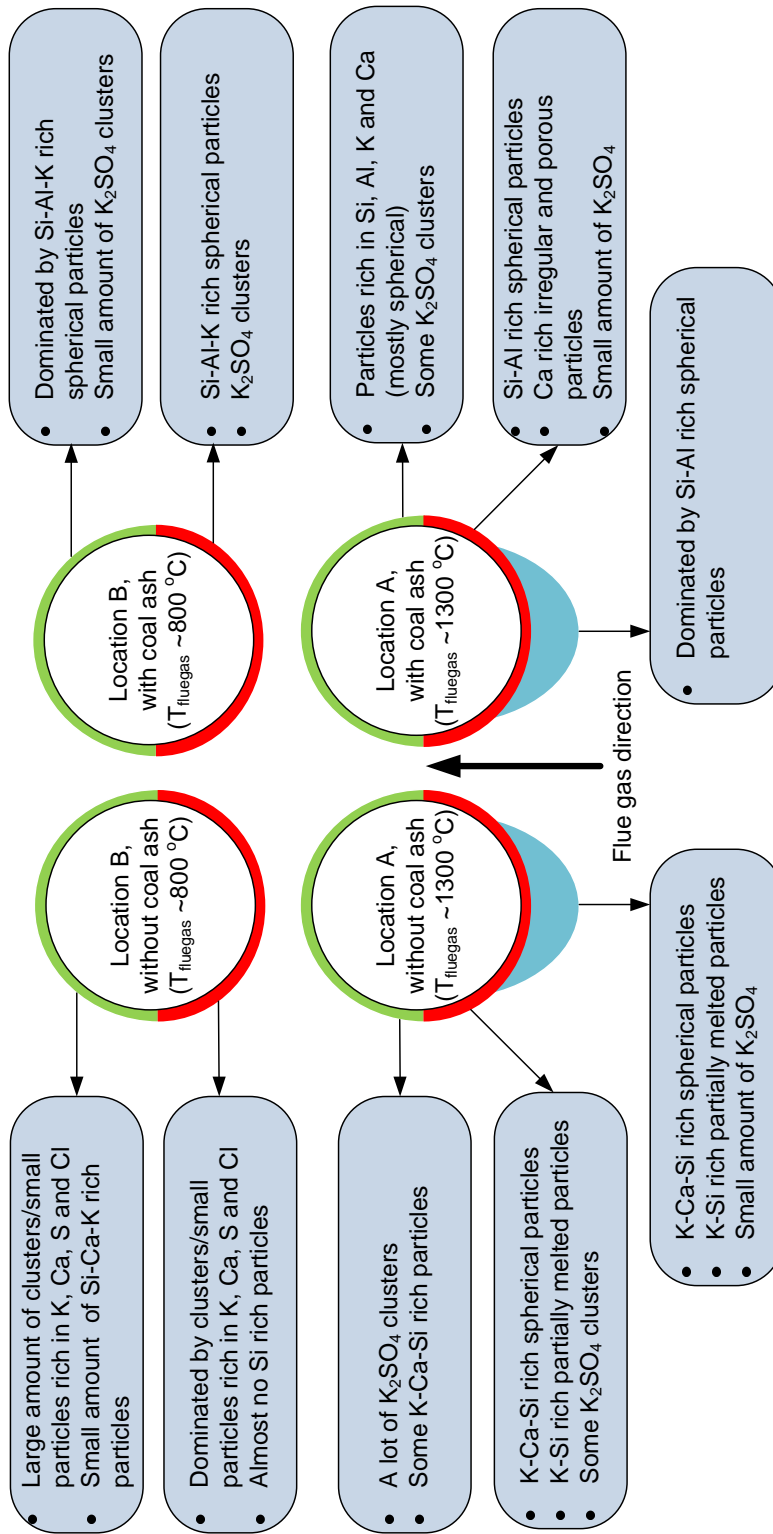 • Large amount of clusters/small
particles rich in K, Ca, S and Cl
• Small amount of Si-Ca-K rich
particles
• Dominated by clusters/small
particles rich in K, Ca, S and Cl
• Almost no Si rich particles
Location B,
without coal ash
(T_fluegas ~800 °C)
Location B,
with coal ash
(T_fluegas ~800 °C)
• Dominated by Si-Al-K rich
spherical particles
• Small amount of K₂SO₄ clusters
• Si-Al-K rich spherical particles
• K₂SO₄ clusters
• A lot of K₂SO₄ clusters
• Some K-Ca-Si rich particles
• K-Ca-Si rich spherical particles
• K-Si rich partially melted particles
• Some K₂SO₄ clusters
Location A,
without coal ash
(T_fluegas ~1300 °C)
Location A,
with coal ash
(T_fluegas ~1300 °C)
• Particles rich in Si, Al, K and Ca
(mostly spherical)
• Some K₂SO₄ clusters
• Si-Al rich spherical particles
• Ca rich irregular and porous
particles
• Small amount of K₂SO₄
Flue gas direction
• K-Ca-Si rich spherical particles
• K-Si rich partially melted particles
• Small amount of K₂SO₄
• Dominated by Si-Al rich spherical
particles